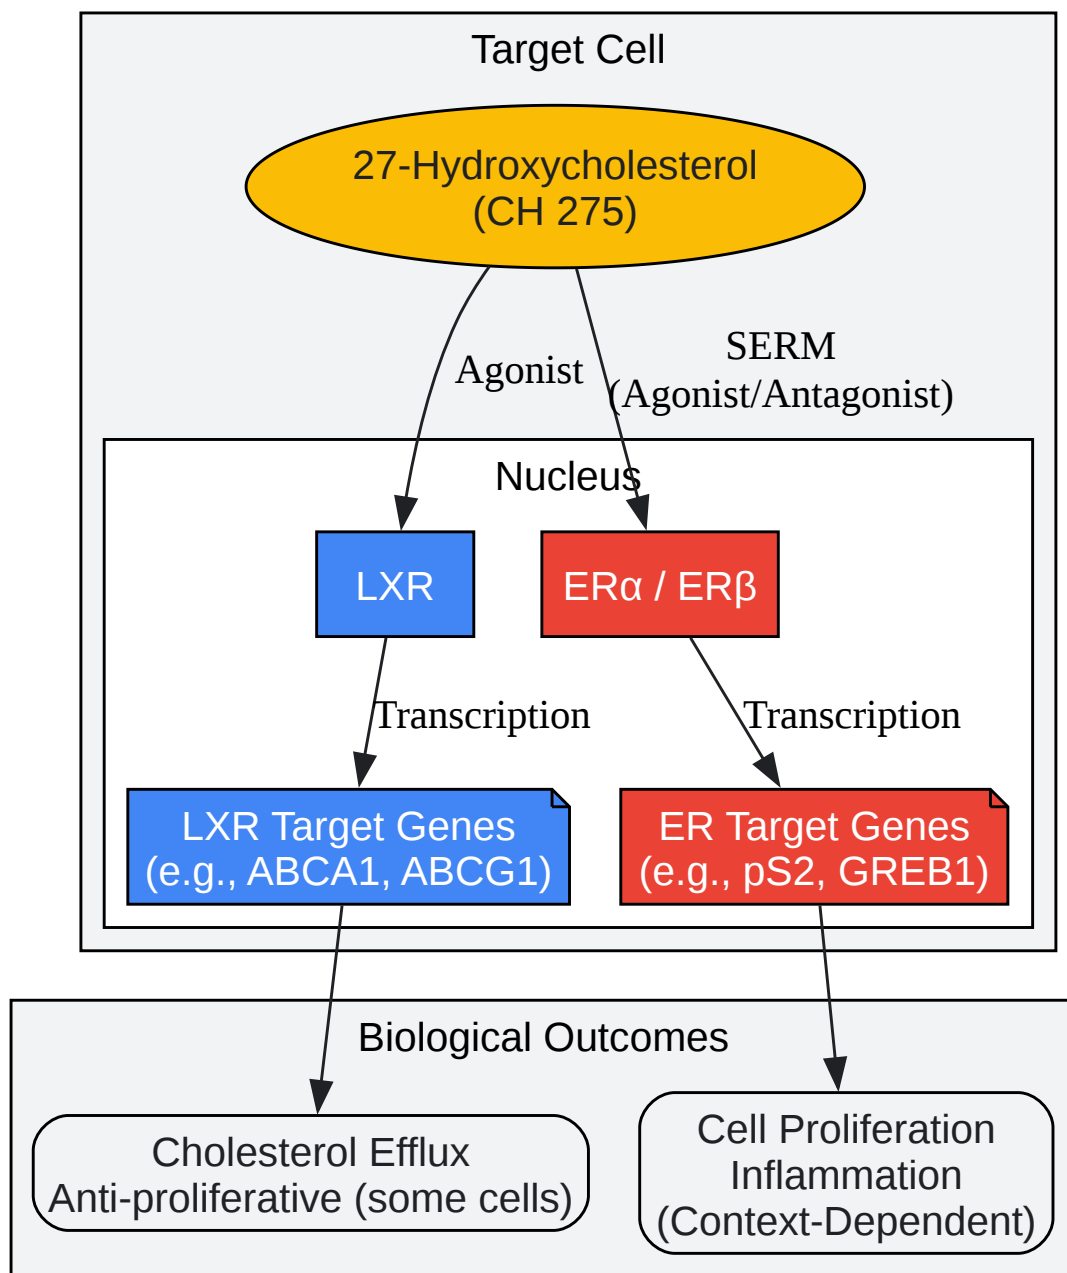 Target Cell
27-Hydroxycholesterol
(CH 275)
Agonist
SERM
(Agonist/Antagonist)
Nucleus
LXR
ERα / ERβ
Transcription
Transcription
LXR Target Genes
(e.g., ABCA1, ABCG1)
ER Target Genes
(e.g., pS2, GREB1)
Biological Outcomes
Cholesterol Efflux
Anti-proliferative (some cells)
Cell Proliferation
Inflammation
(Context-Dependent)